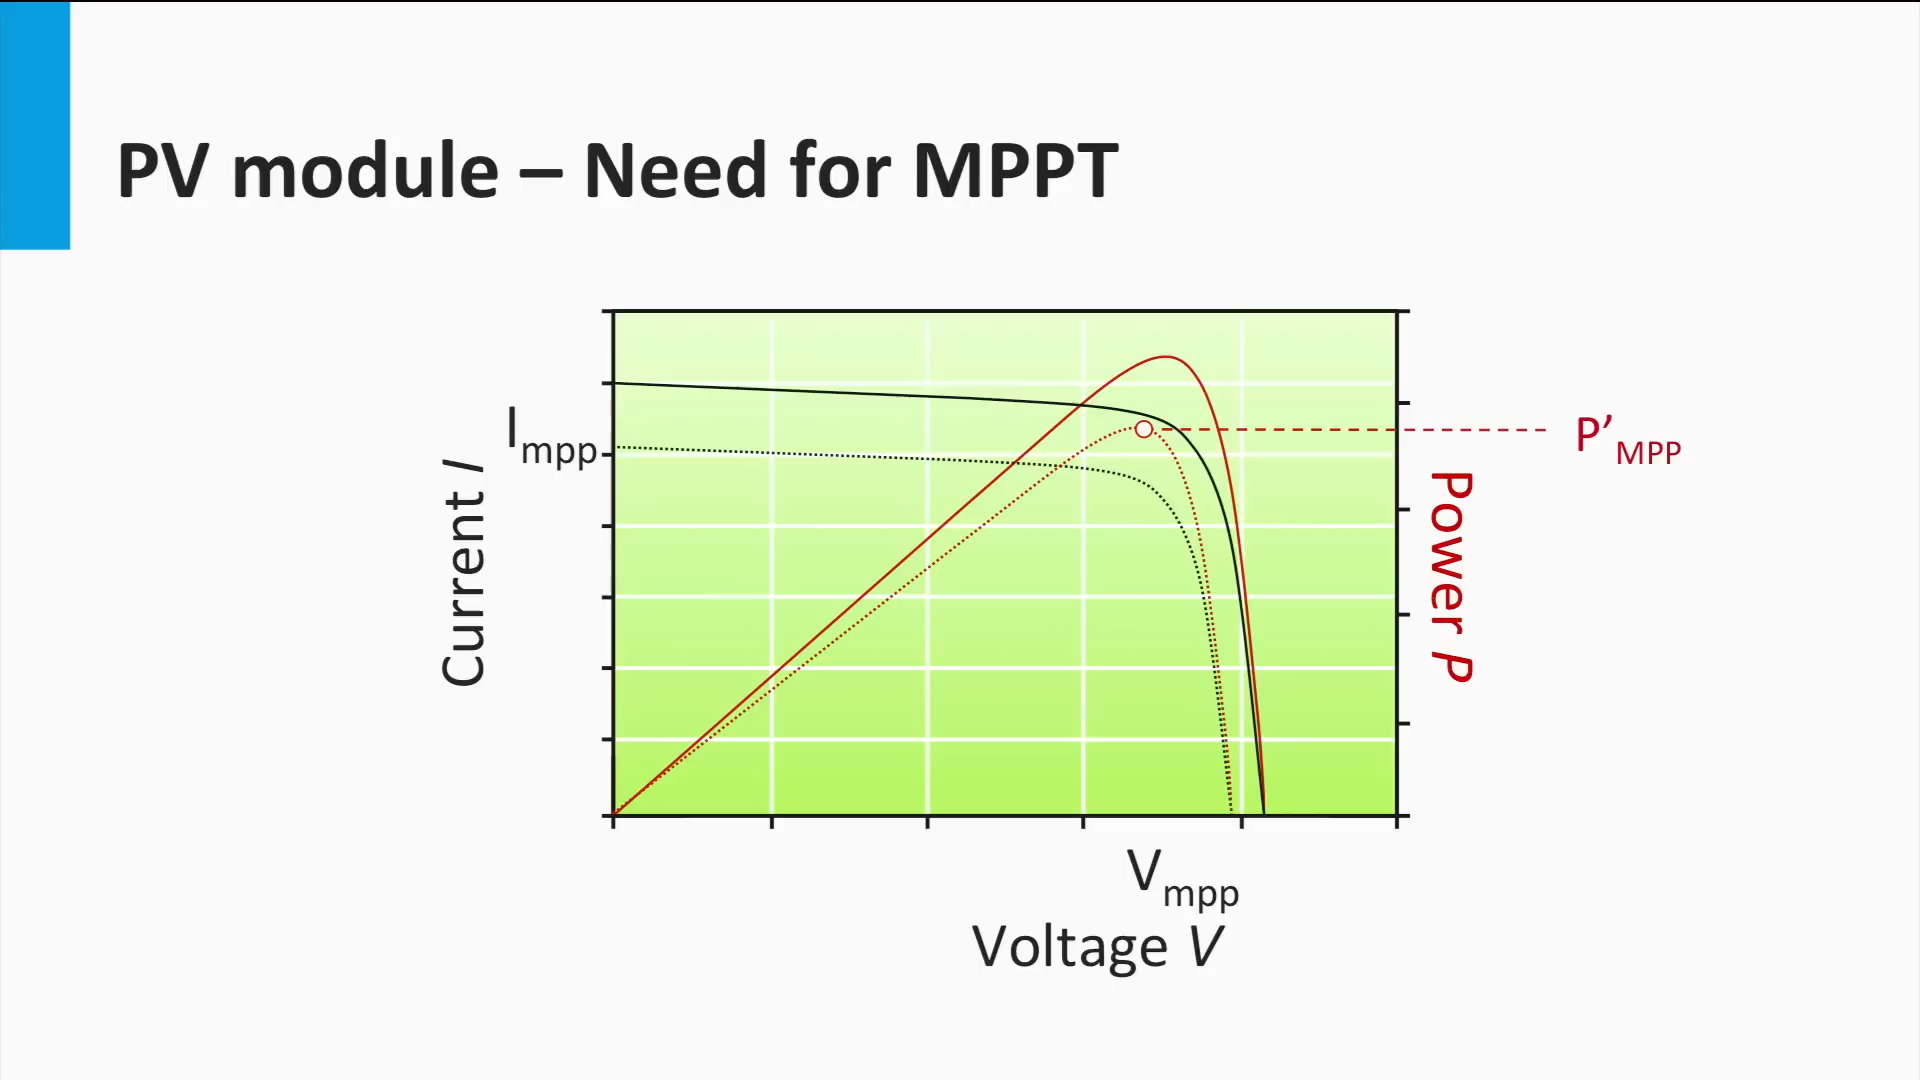 PV module – Need for MPPT
Impp
Current I
P’MPP
Power P
Vmpp
Voltage V